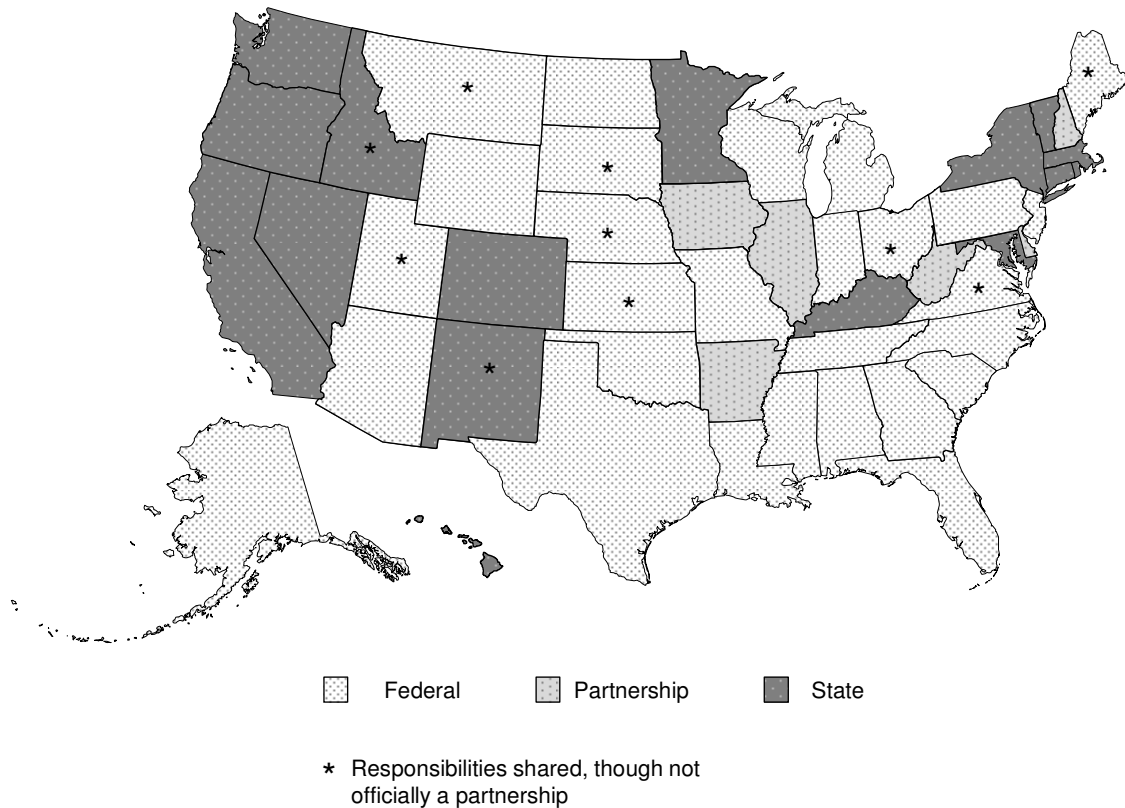 Federal Partnership State
* Responsibilities shared, though not
officially a partnership